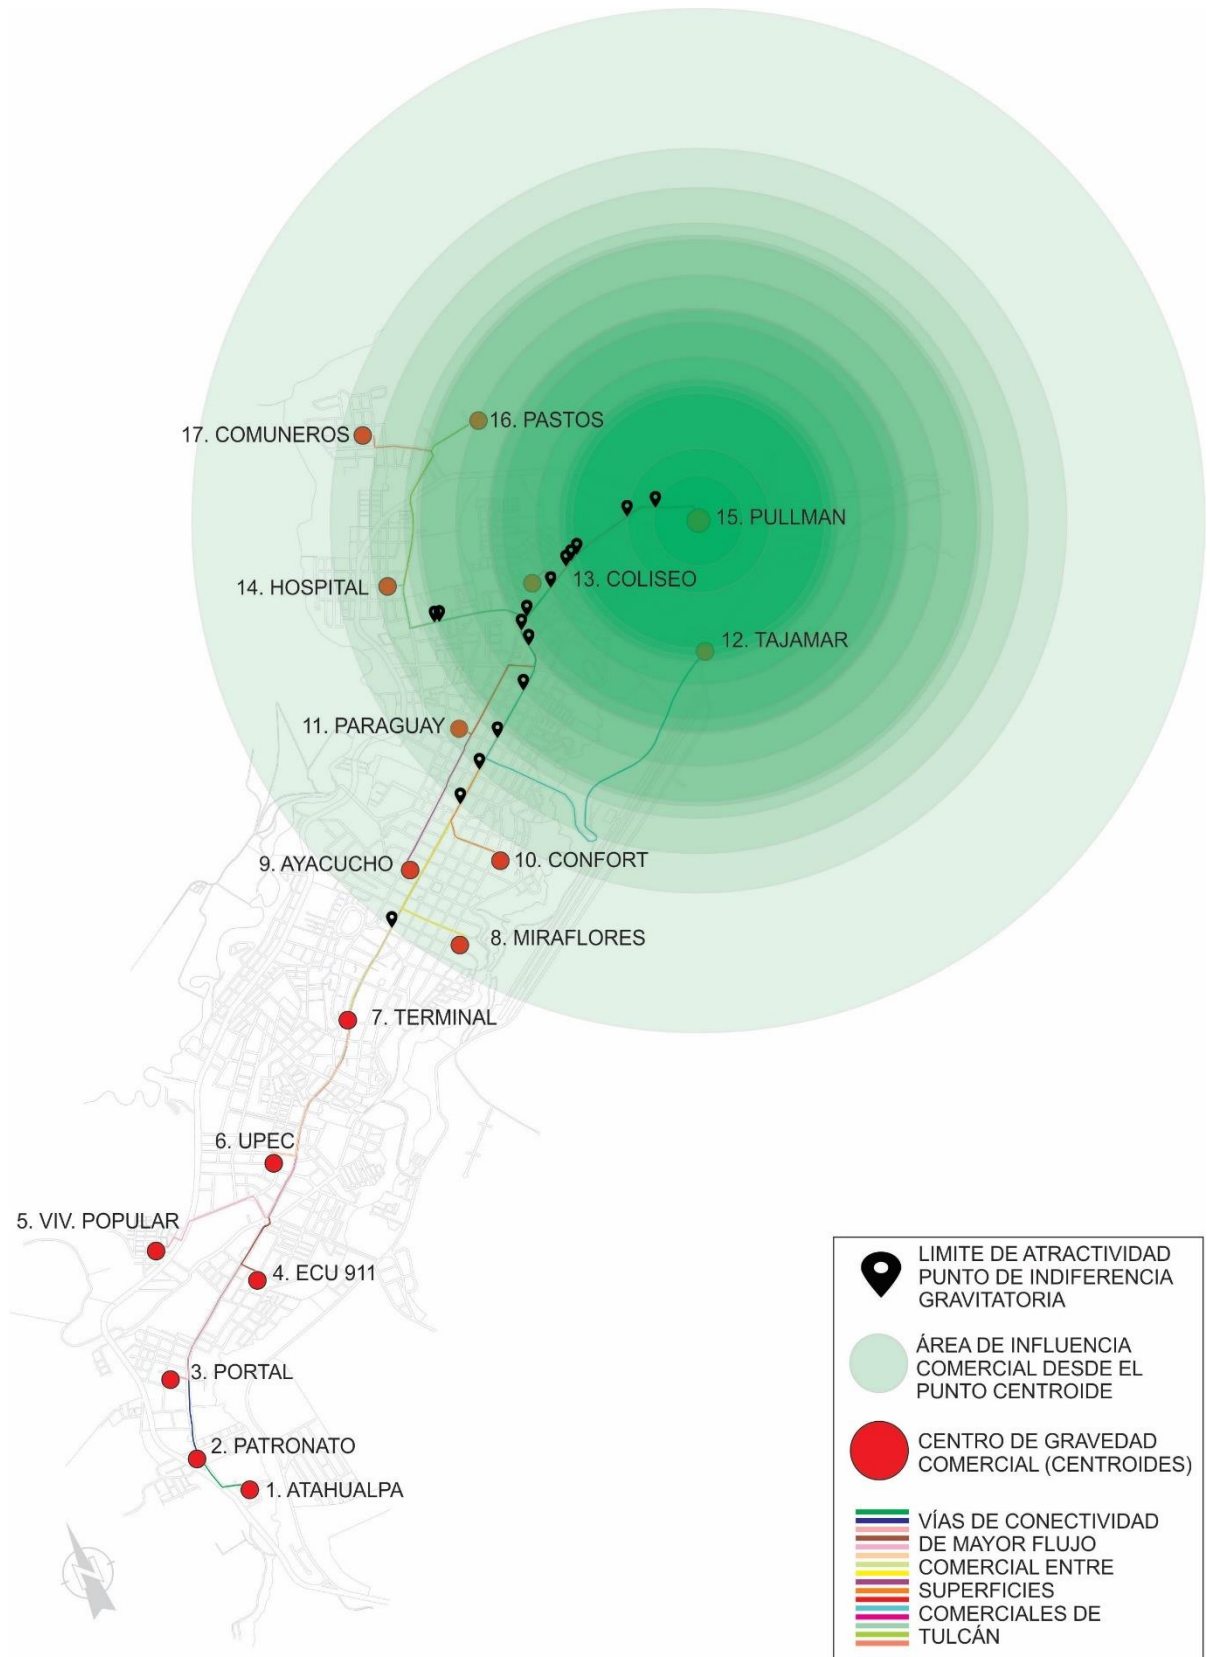 16. PASTOS
17. COMUNEROS
15. PULLMAN
14. HOSPITAL
13. COLISEO
12. TAJAMAR
11. PARAGUAY
9. AYACUCHO
10. CONFORT
8. MIRAFLORES
7. TERMINAL
6. UPEC
5. VIV. POPULAR
4. ECU 911
3. PORTAL
2. PATRONATO
1. ATAHUALPA
LIMITE DE ATRACTIVIDAD
PUNTO DE INDIFERENCIA
GRAVITATORIA
ÁREA DE INFLUENCIA
COMERCIAL DESDE EL
PUNTO CENTROIDE
CENTRO DE GRAVEDAD
COMERCIAL (CENTROIDES)
VÍAS DE CONECTIVIDAD
DE MAYOR FLUJO
COMERCIAL ENTRE
SUPERFICIES
COMERCIALES DE
TULCÁN